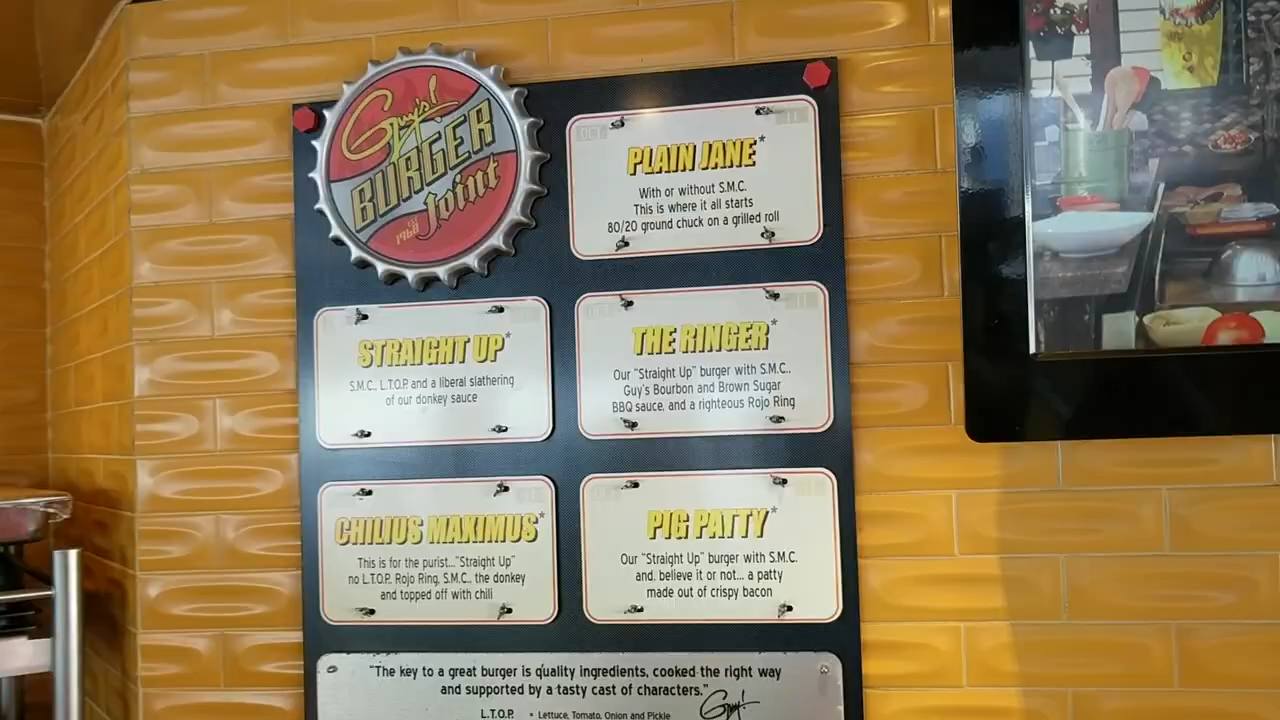 Guy's!
BURGER
Joint
EST
1968
PLAIN JANE*
With or without S.M.C.
This is where it all starts
80/20 ground chuck on a grilled roll
STRAIGHT UP*
S.M.C., L.T.O.P. and a liberal slathering
of our donkey sauce
THE RINGER*
Our "Straight Up" burger with S.M.C.,
Guy's Bourbon and Brown Sugar
BBQ sauce, and a righteous Rojo Ring
CHILIUS MAXIMUS*
This is for the purist..."Straight Up"
no L.T.O.P. Rojo Ring, S.M.C., the donkey
and topped off with chili
PIG PATTY*
Our "Straight Up" burger with S.M.C.
and, believe it or not... a patty
made out of crispy bacon
"The key to a great burger is quality ingredients, cooked the right way
and supported by a tasty cast of characters."
Guy!
L.T.O.P. = Lettuce, Tomato, Onion and Pickle